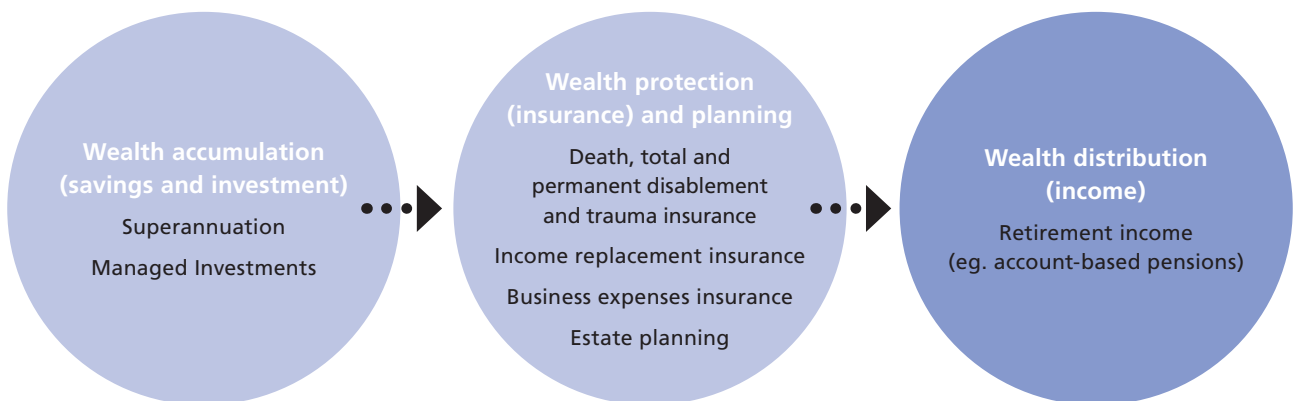 Wealth accumulation
(savings and investment)
Superannuation
Managed Investments
Wealth protection
(insurance) and planning
Death, total and
permanent disablement
and trauma insurance
Income replacement insurance
Business expenses insurance
Estate planning
Wealth distribution
(income)
Retirement income
(eg. account-based pensions)